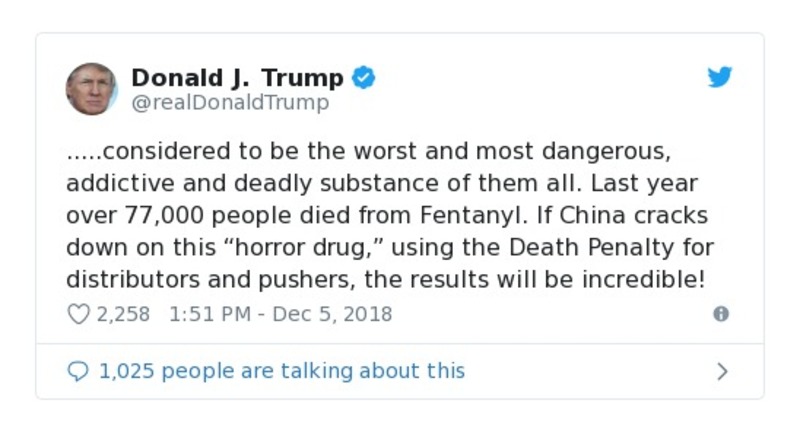 Donald J. Trump
@realDonaldTrump
.....considered to be the worst and most dangerous,
addictive and deadly substance of them all. Last year
over 77,000 people died from Fentanyl. If China cracks
down on this “horror drug,” using the Death Penalty for
distributors and pushers, the results will be incredible!
2,258 1:51 PM - Dec 5, 2018
1,025 people are talking about this